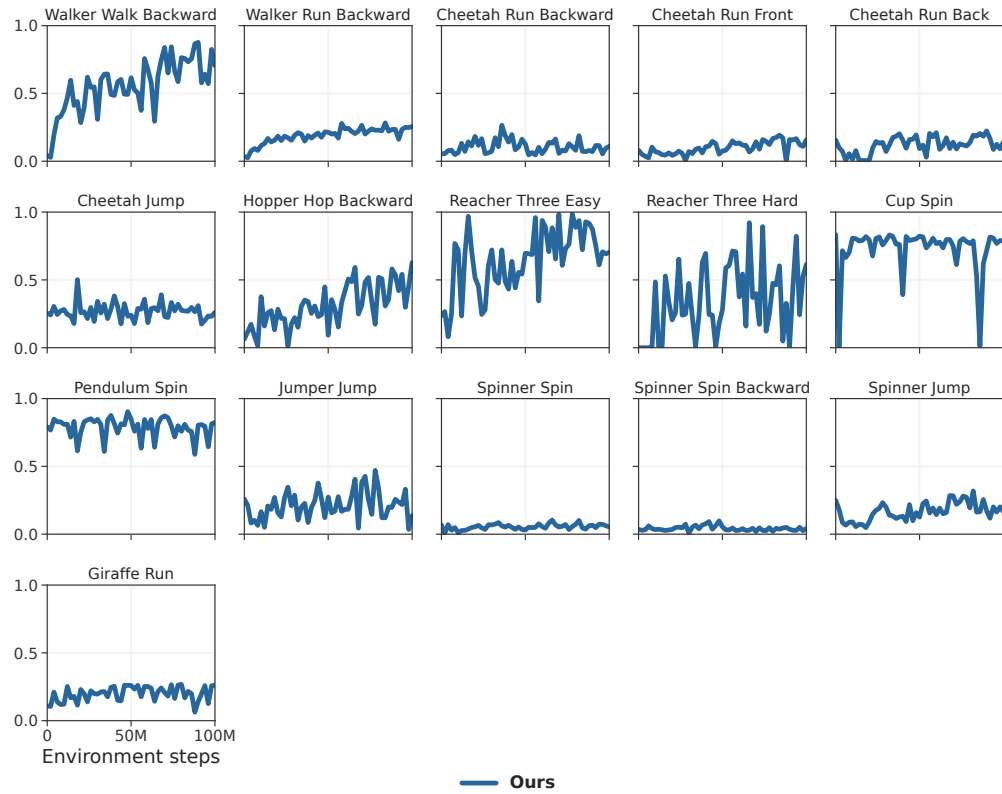 Walker Walk Backward Walker Run Backward Cheetah Run Backward Cheetah Run Front Cheetah Run Back
1.0
0.5
0.0
Cheetah Jump Hopper Hop Backward Reacher Three Easy Reacher Three Hard Cup Spin
1.0
0.5
0.0
Pendulum Spin Jumper Jump Spinner Spin Spinner Spin Backward Spinner Jump
1.0
0.5
0.0
Giraffe Run
1.0
0.5
0.0
0 50M 100M
Environment steps
Ours